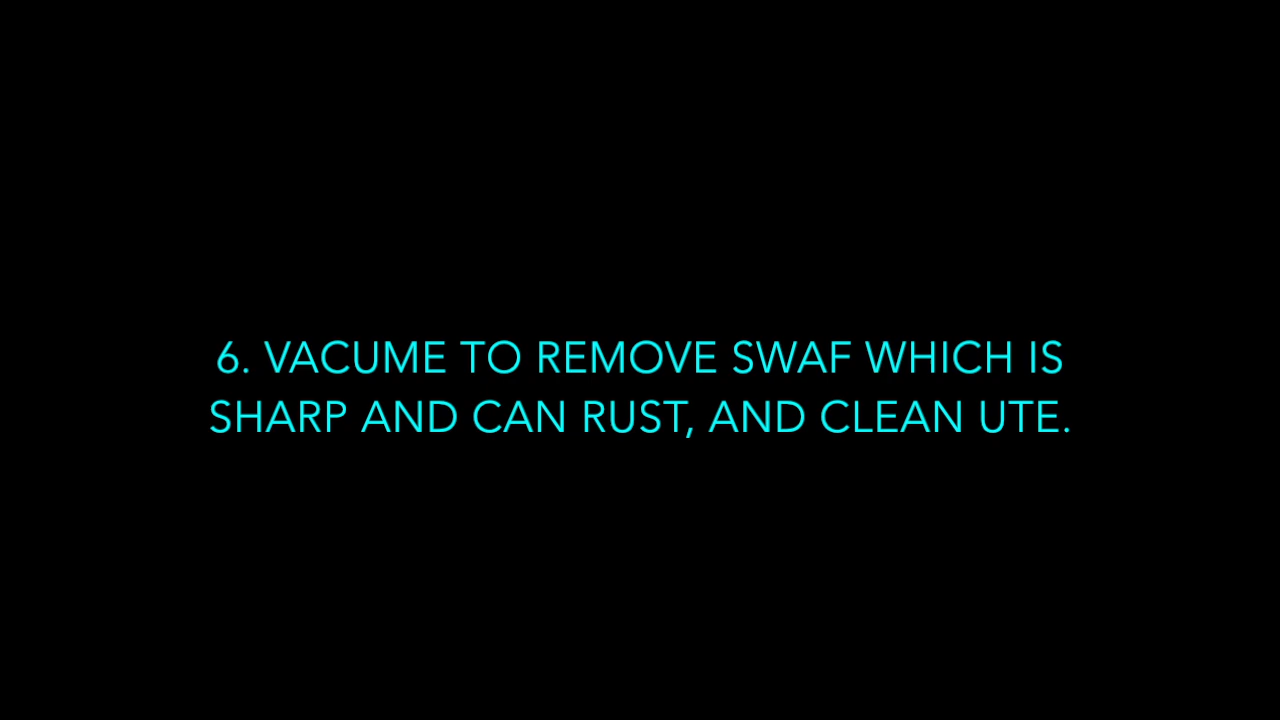 6. VACUME TO REMOVE SWAF WHICH IS
SHARP AND CAN RUST, AND CLEAN UTE.